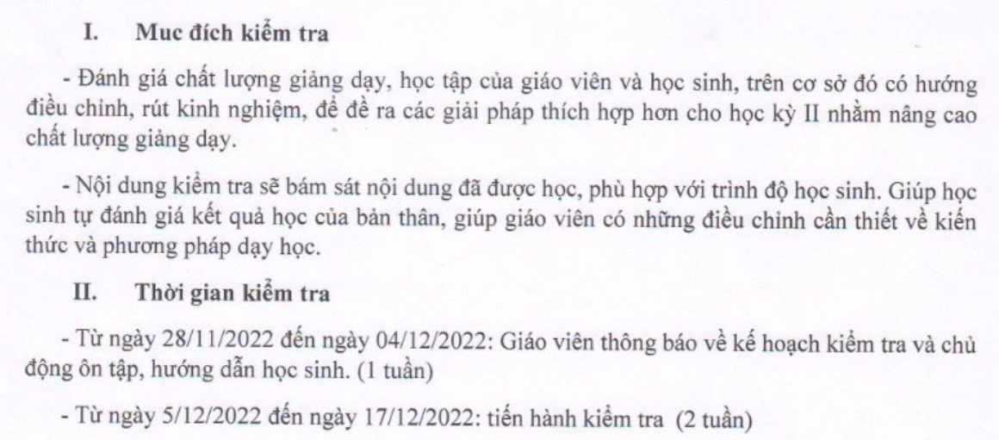 I. Muc đích kiểm tra
- Đánh giá chất lượng giảng dạy, học tập của giáo viên và học sinh, trên cơ sở đó có hướng
điều chỉnh, rút kinh nghiệm, để đề ra các giải pháp thích hợp hơn cho học kỳ II nhằm nâng cao
chất lượng giảng dạy.
- Nội dung kiểm tra sẽ bám sát nội dung đã được học, phù hợp với trình độ học sinh. Giúp học
sinh tự đánh giá kết quả học của bản thân, giúp giáo viên có những điều chỉnh cần thiết về kiến
thức và phương pháp dạy học.
II. Thời gian kiểm tra
- Từ ngày 28/11/2022 đến ngày 04/12/2022: Giáo viên thông báo về kế hoạch kiểm tra và chủ
động ôn tập, hướng dẫn học sinh. (1 tuần)
- Từ ngày 5/12/2022 đến ngày 17/12/2022: tiến hành kiểm tra (2 tuần)